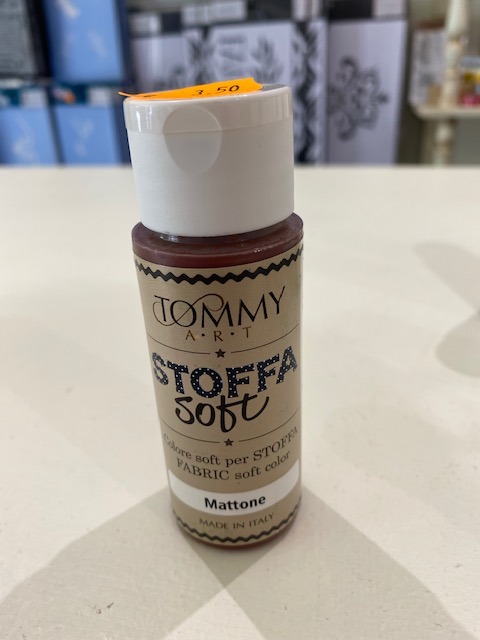 3.50
TOMMY
A·R·T
STOFFA
soft
Colore soft per STOFFA
FABRIC soft color
Mattone
MADE IN ITALY